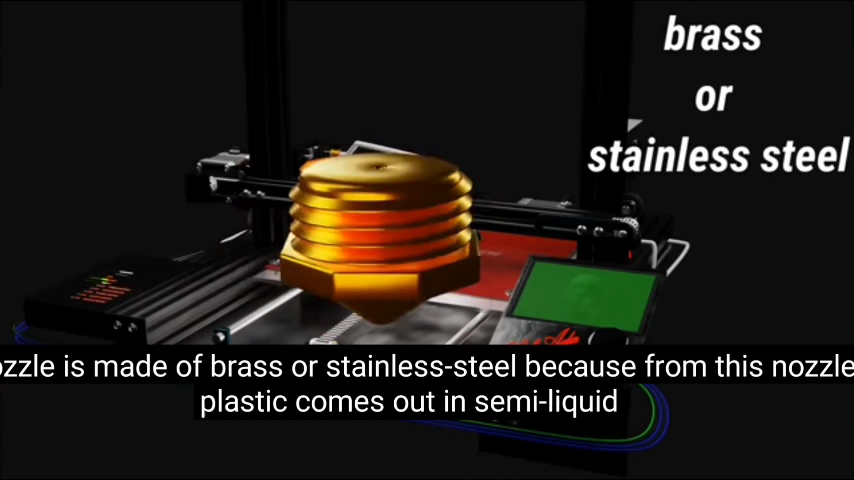 brass
or
stainless steel
ozzle is made of brass or stainless-steel because from this nozzle
plastic comes out in semi-liquid